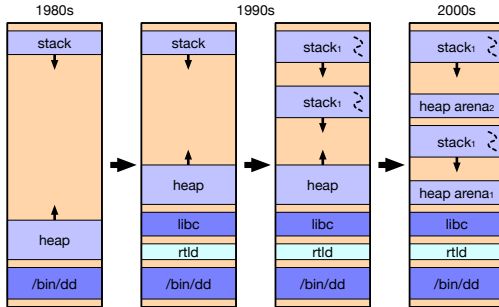 1980s
1990s
2000s
stack
heap
/bin/dd
stack
heap
libc
rtld
/bin/dd
stack₁
stack₁
heap
libc
rtld
/bin/dd
stack₁
heap arena₂
stack₁
heap arena₁
libc
rtld
/bin/dd